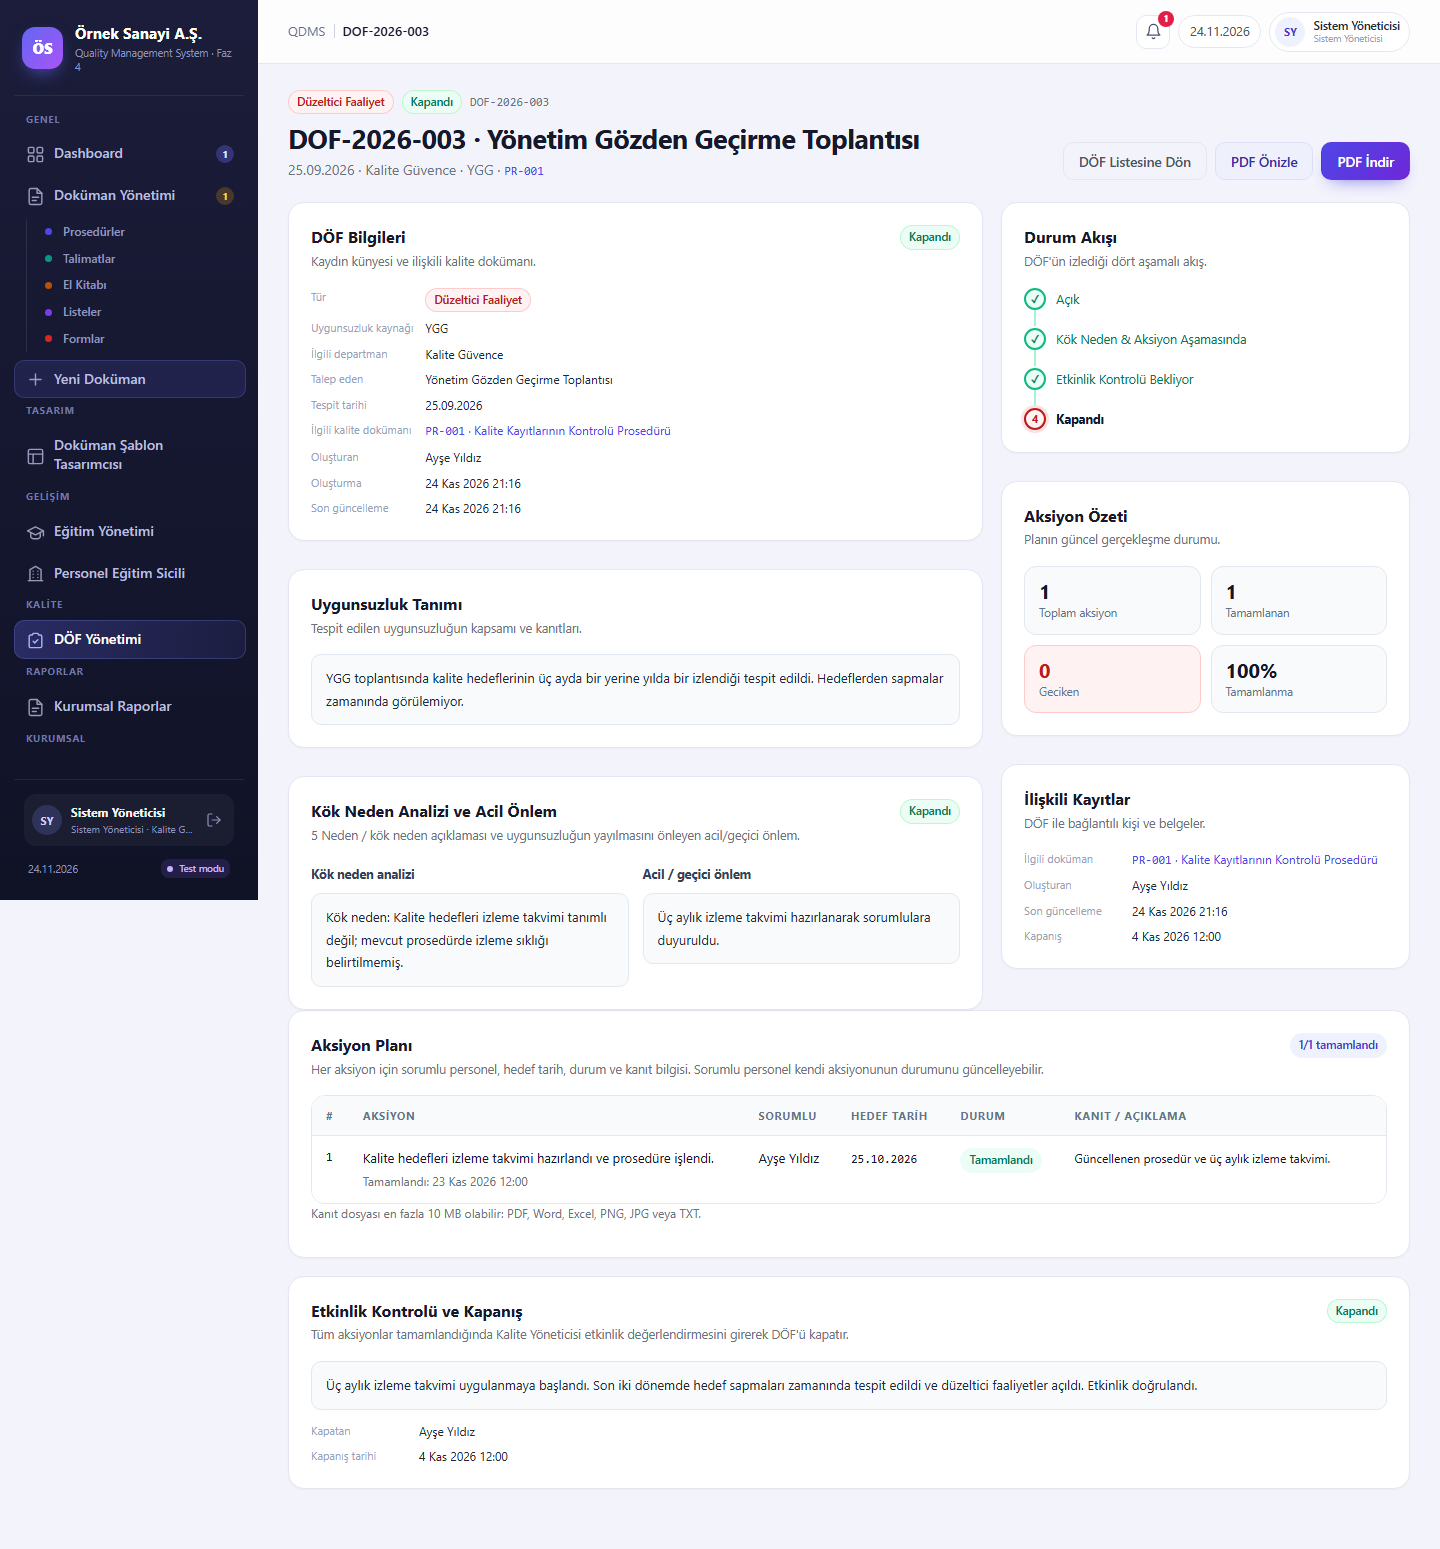 ÖS
Örnek Sanayi A.Ş.
Quality Management System · Faz
4
GENEL
Dashboard 1
Doküman Yönetimi 1
Prosedürler
Talimatlar
El Kitabı
Listeler
Formlar
Yeni Doküman
TASARIM
Doküman Şablon
Tasarımcısı
GELİŞİM
Eğitim Yönetimi
Personel Eğitim Sicili
KALİTE
DÖF Yönetimi
RAPORLAR
Kurumsal Raporlar
KURUMSAL
SY
Sistem Yöneticisi
Sistem Yöneticisi · Kalite G...
24.11.2026 Test modu
QDMS DOF-2026-003
1
24.11.2026
SY
Sistem Yöneticisi
Sistem Yöneticisi
Düzeltici Faaliyet Kapandı DOF-2026-003
DOF-2026-003 · Yönetim Gözden Geçirme Toplantısı
25.09.2026 · Kalite Güvence · YGG · PR-001
DÖF Listesine Dön PDF Önizle PDF İndir
DÖF Bilgileri Kapandı
Kaydın künyesi ve ilişkili kalite dokümanı.
Tür Düzeltici Faaliyet
Uygunsuzluk kaynağı YGG
İlgili departman Kalite Güvence
Talep eden Yönetim Gözden Geçirme Toplantısı
Tespit tarihi 25.09.2026
İlgili kalite dokümanı PR-001 · Kalite Kayıtlarının Kontrolü Prosedürü
Oluşturan Ayşe Yıldız
Oluşturma 24 Kas 2026 21:16
Son güncelleme 24 Kas 2026 21:16
Uygunsuzluk Tanımı
Tespit edilen uygunsuzluğun kapsamı ve kanıtları.
YGG toplantısında kalite hedeflerinin üç ayda bir yerine yılda bir izlendiği tespit edildi. Hedeflerden sapmalar
zamanında görülemiyor.
Kök Neden Analizi ve Acil Önlem Kapandı
5 Neden / kök neden açıklaması ve uygunsuzluğun yayılmasını önleyen acil/geçici önlem.
Kök neden analizi
Kök neden: Kalite hedefleri izleme takvimi tanımlı
değil; mevcut prosedürde izleme sıklığı
belirtilmemiş.
Acil / geçici önlem
Üç aylık izleme takvimi hazırlanarak sorumlulara
duyuruldu.
Durum Akışı
DÖF'ün izlediği dört aşamalı akış.
Açık
Kök Neden & Aksiyon Aşamasında
Etkinlik Kontrolü Bekliyor
4 Kapandı
Aksiyon Özeti
Planın güncel gerçekleşme durumu.
1
Toplam aksiyon
1
Tamamlanan
0
Geciken
100%
Tamamlanma
İlişkili Kayıtlar
DÖF ile bağlantılı kişi ve belgeler.
İlgili doküman PR-001 · Kalite Kayıtlarının Kontrolü Prosedürü
Oluşturan Ayşe Yıldız
Son güncelleme 24 Kas 2026 21:16
Kapanış 4 Kas 2026 12:00
Aksiyon Planı 1/1 tamamlandı
Her aksiyon için sorumlu personel, hedef tarih, durum ve kanıt bilgisi. Sorumlu personel kendi aksiyonunun durumunu güncelleyebilir.
# AKSİYON SORUMLU HEDEF TARİH DURUM KANIT / AÇIKLAMA
1 Kalite hedefleri izleme takvimi hazırlandı ve prosedüre işlendi. Ayşe Yıldız 25.10.2026 Tamamlandı Güncellenen prosedür ve üç aylık izleme takvimi.
Tamamlandı: 23 Kas 2026 12:00
Kanıt dosyası en fazla 10 MB olabilir: PDF, Word, Excel, PNG, JPG veya TXT.
Etkinlik Kontrolü ve Kapanış Kapandı
Tüm aksiyonlar tamamlandığında Kalite Yöneticisi etkinlik değerlendirmesini girerek DÖF'ü kapatır.
Üç aylık izleme takvimi uygulanmaya başlandı. Son iki dönemde hedef sapmaları zamanında tespit edildi ve düzeltici faaliyetler açıldı. Etkinlik doğrulandı.
Kapatan Ayşe Yıldız
Kapanış tarihi 4 Kas 2026 12:00